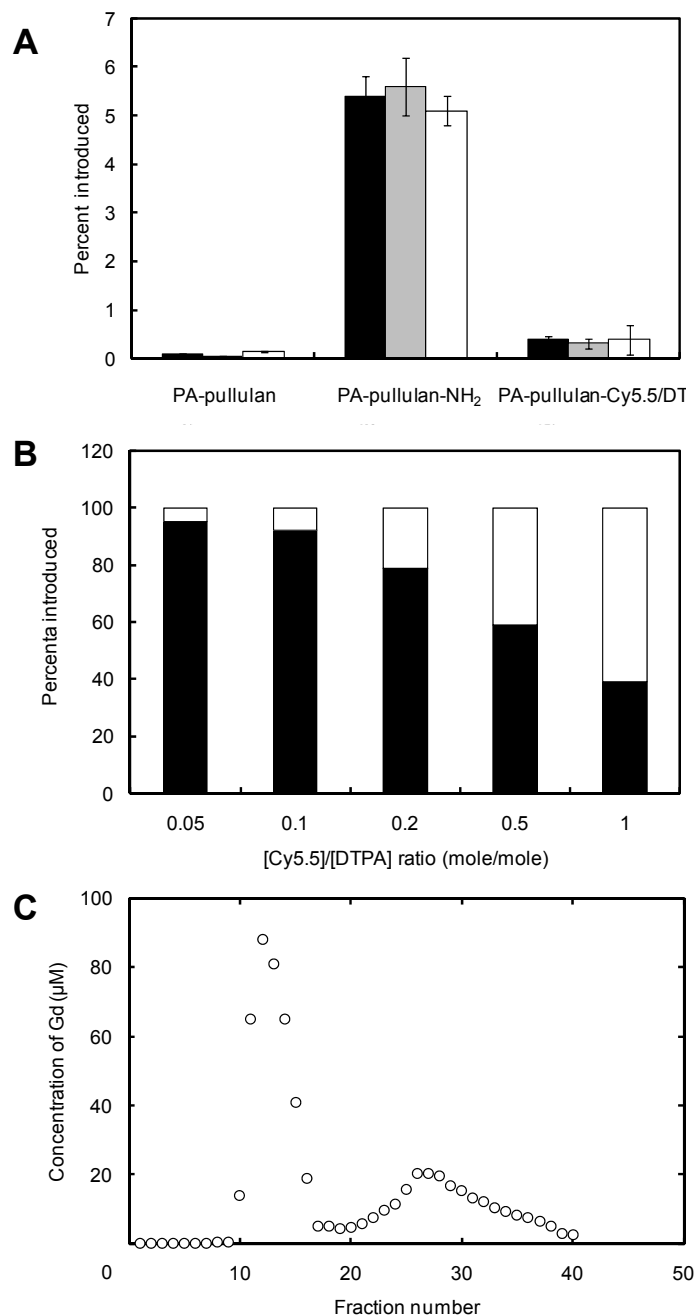 A
7
6
5
4
3
2
1
0
Percent introduced
PA-pullulan
PA-pullulan-NH2
PA-pullulan-Cy5.5/DT
B
120
100
80
60
40
20
0
Percenta introduced
0.05
0.1
0.2
0.5
1
[Cy5.5]/[DTPA] ratio (mole/mole)
C
100
80
60
40
20
0
Concentration of Gd (µM)
10
20
30
40
50
Fraction number